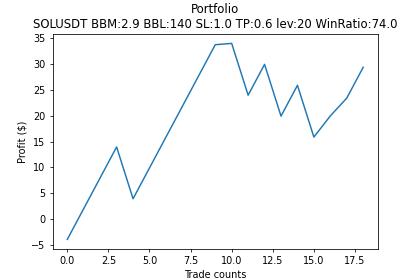 Portfolio
SOLUSDT BBM:2.9 BBL:140 SL:1.0 TP:0.6 lev:20 WinRatio:74.0
35
30
25
20
15
10
5
0
−5
Profit ($)
0.0 2.5 5.0 7.5 10.0 12.5 15.0 17.5
Trade counts